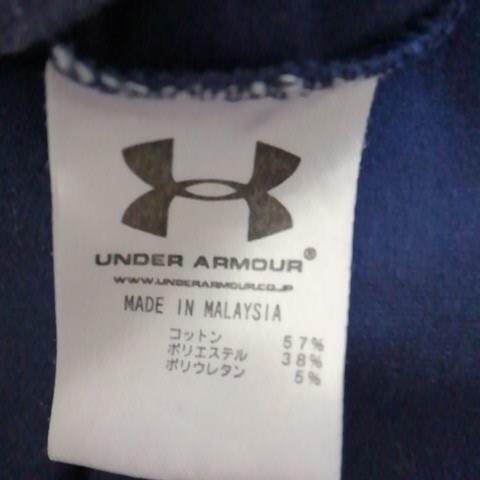 UNDER ARMOUR®
WWW.UNDERARMOUR.CO.JP
MADE IN MALAYSIA
コットン 57%
ポリエステル 38%
ポリウレタン 5%